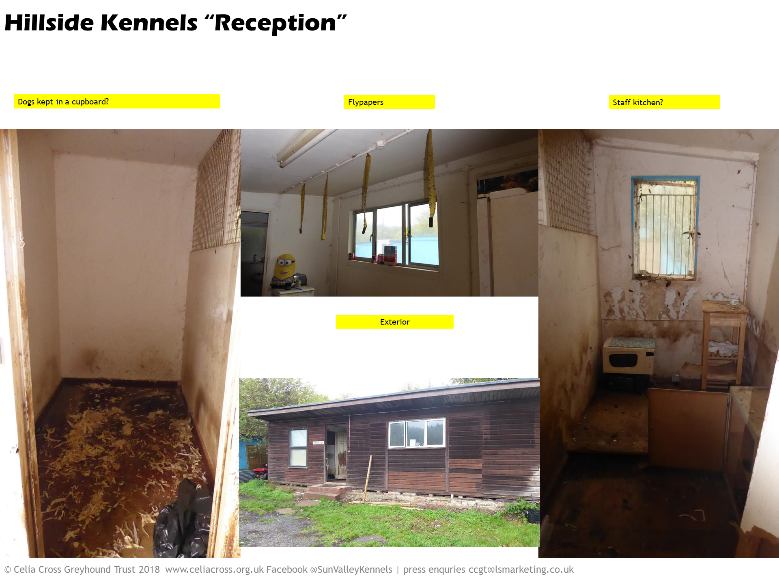 Hillside Kennels “Reception”
Dogs kept in a cupboard?
Flypapers
Staff kitchen?
Exterior
© Celia Cross Greyhound Trust 2018 www.celiacross.org.uk Facebook @SunValleyKennels | press enquries ccgt@lsmarketing.co.uk